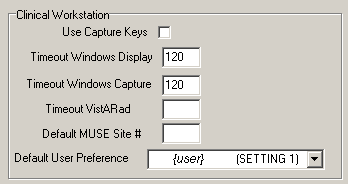 Clinical Workstation
Use Capture Keys
Timeout Windows Display 120
Timeout Windows Capture 120
Timeout VistARad
Default MUSE Site #
Default User Preference {user} (SETTING 1)